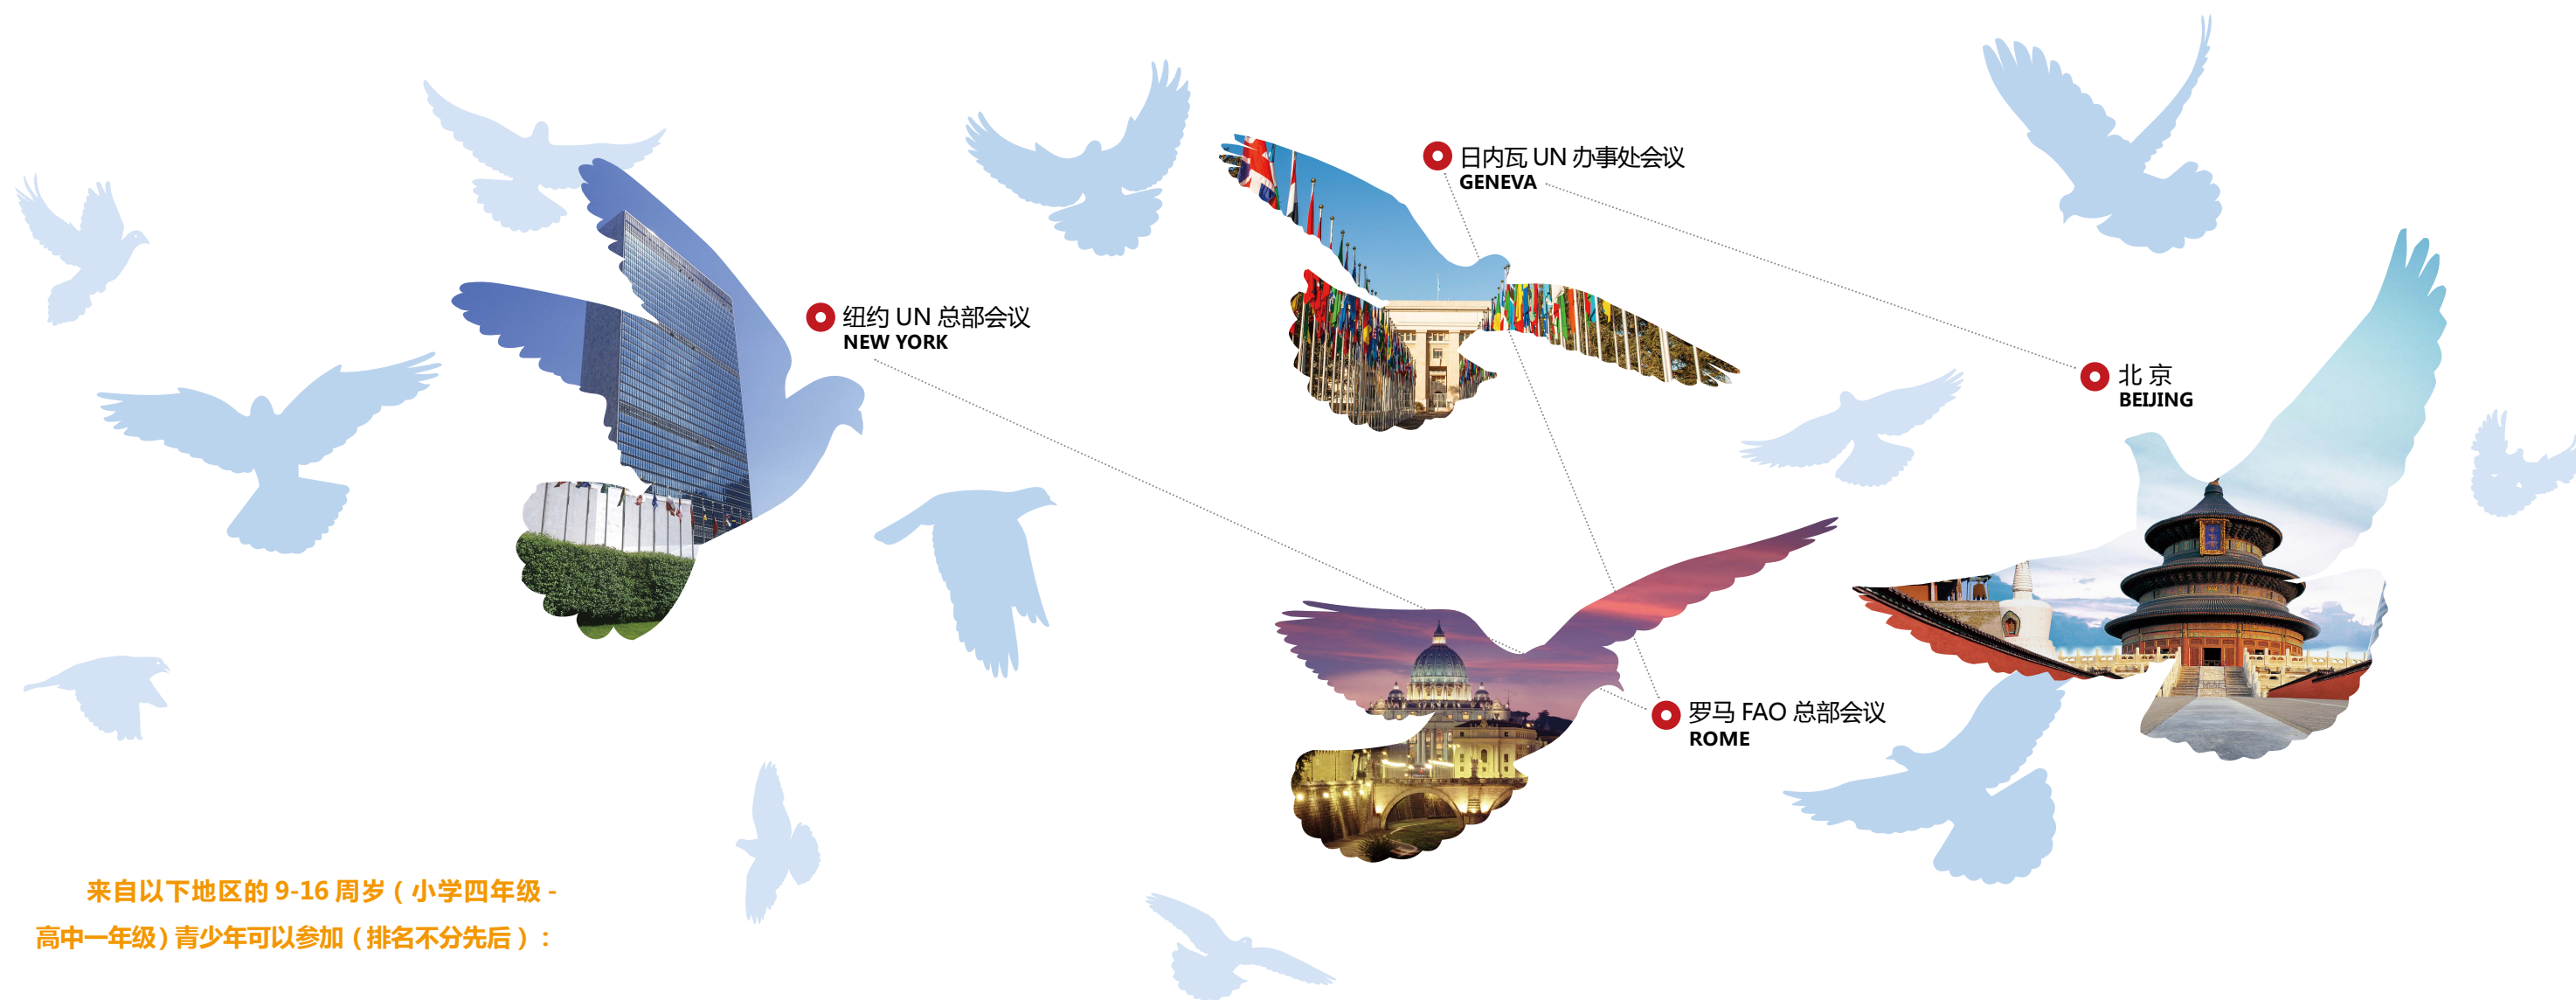 日内瓦 UN 办事处会议
GENEVA
纽约 UN 总部会议
NEW YORK
北 京
BEIJING
罗马 FAO 总部会议
ROME
来自以下地区的 9-16 周岁（小学四年级 -
高中一年级）青少年可以参加（排名不分先后）：